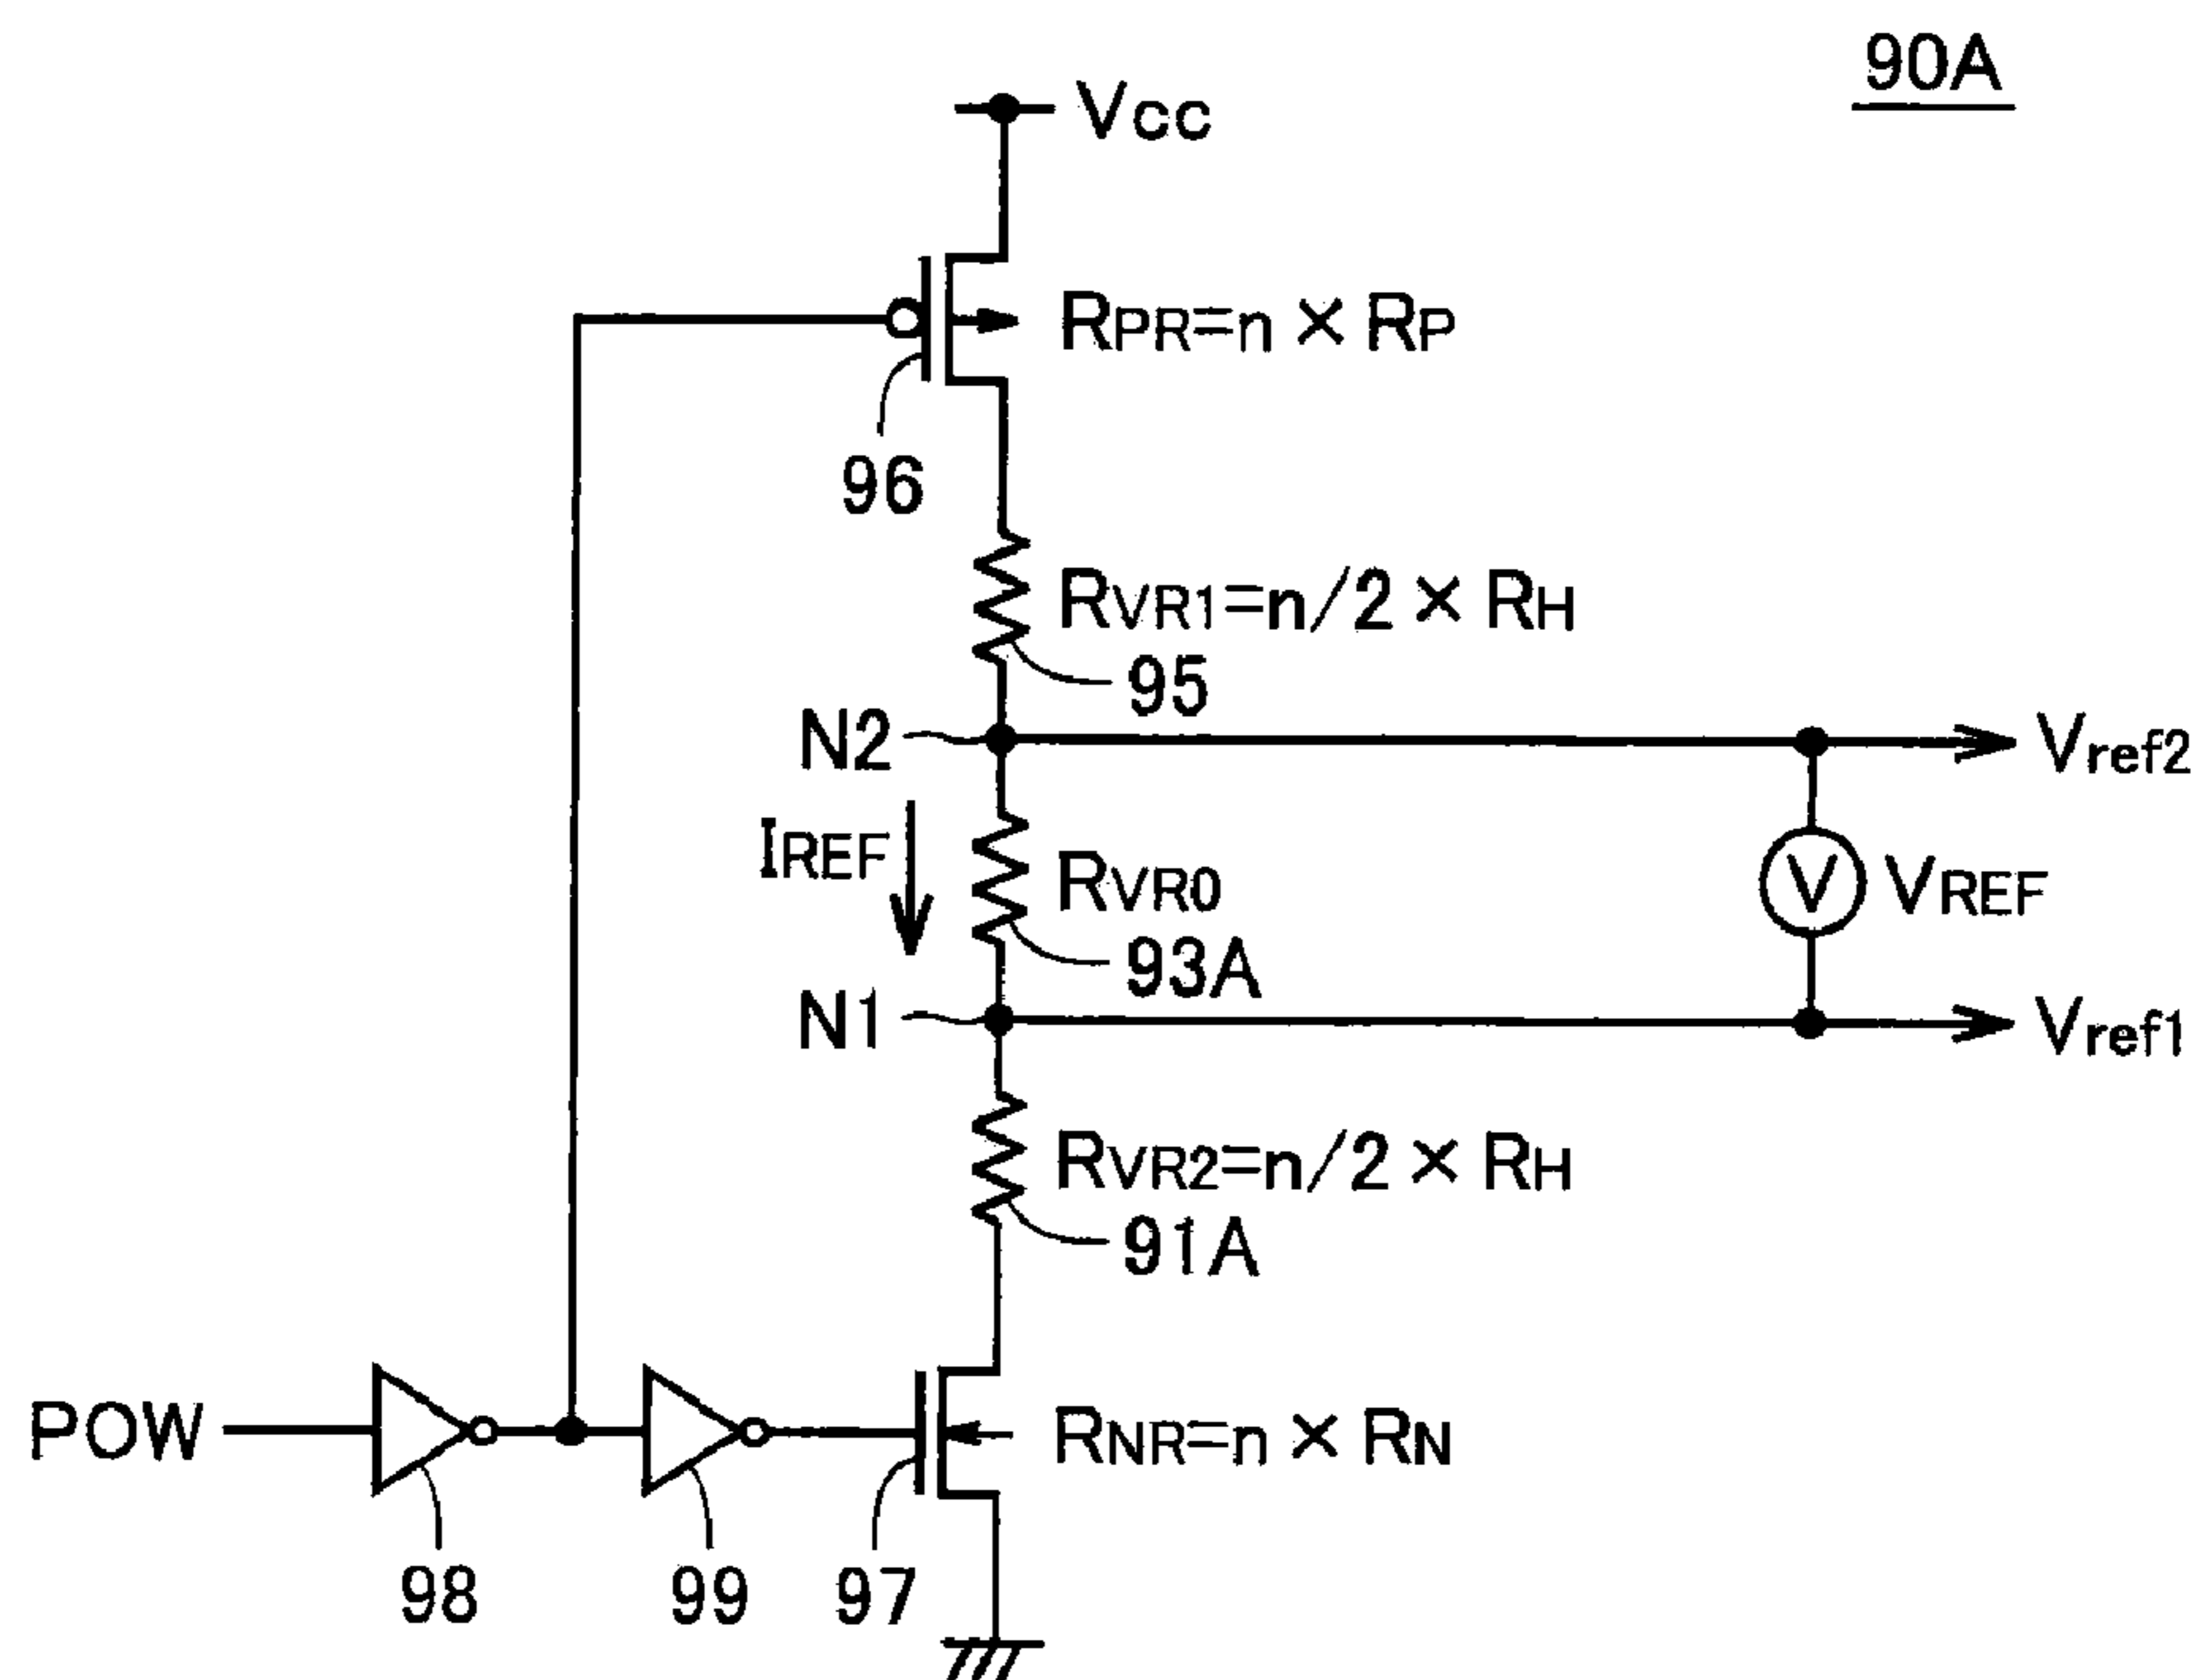 90A
Vcc
RPR=n × RP
96
RVR1=n/2 × RH
95
N2
Vref2
IREF
RVR0
V
VREF
93A
N1
Vref1
RVR2=n/2 × RH
91A
POW
RNR=n × RN
98
99
97